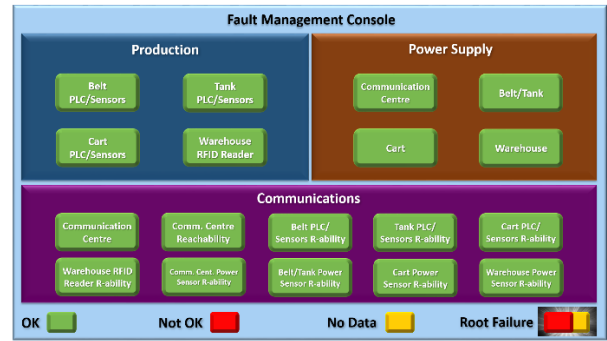 Fault Management Console
Production
Belt
PLC/Sensors
Tank
PLC/Sensors
Cart
PLC/Sensors
Warehouse
RFID Reader
Power Supply
Communication
Centre
Belt/Tank
Cart
Warehouse
Communications
Communication
Centre
Comm. Centre
Reachability
Belt PLC/
Sensors R-ability
Tank PLC/
Sensors R-ability
Cart PLC/
Sensors R-ability
Warehouse RFID
Reader R-ability
Comm. Cent. Power
Sensor R-ability
Belt/Tank Power
Sensor R-ability
Cart Power
Sensor R-ability
Warehouse Power
Sensor R-ability
OK
Not OK
No Data
Root Failure